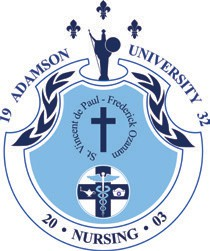 19 ADAMSON UNIVERSITY 32
St. Vincent de Paul - Frederick Ozanam
20 • NURSING • 03